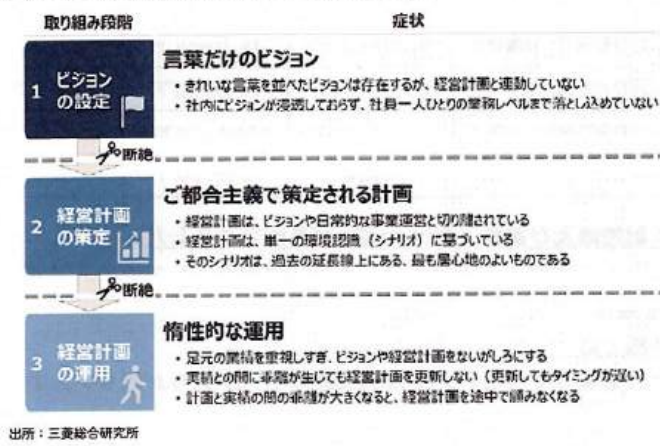 取り組み段階
症状
1 ビジョンの設定
言葉だけのビジョン
・きれいな言葉を並べたビジョンは存在するが、経営計画と連動していない
・社内にビジョンが浸透しておらず、社員一人ひとりの業務レベルまで落とし込めていない
断絶
2 経営計画の策定
ご都合主義で策定される計画
・経営計画は、ビジョンや日常的な事業運営と切り離されている
・経営計画は、単一の環境認識（シナリオ）に基づいている
・そのシナリオは、過去の延長線上にある、最も居心地のよいものである
断絶
3 経営計画の運用
惰性的な運用
・足元の業績を重視しすぎ、ビジョンや経営計画をないがしろにする
・実績との間に乖離が生じても経営計画を更新しない（更新してもタイミングが遅い）
・計画と実績の間の乖離が大きくなると、経営計画を途中で顧みなくなる
出所：三菱総合研究所